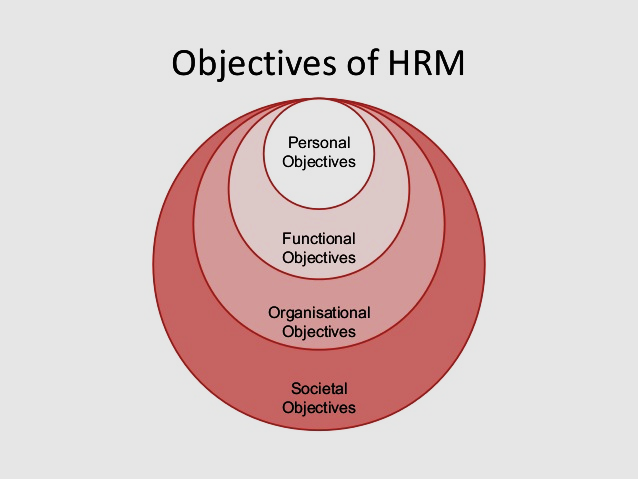 Objectives of HRM
Personal
Objectives
Functional
Objectives
Organisational
Objectives
Societal
Objectives